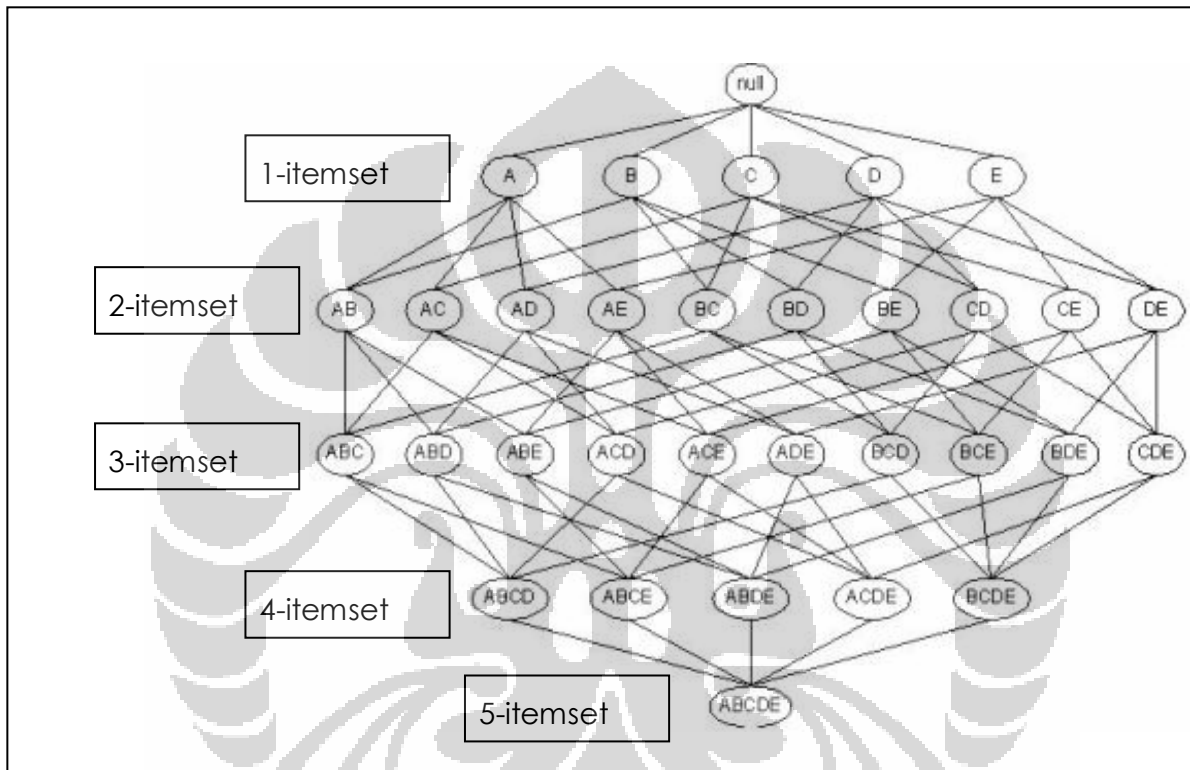 null
1-itemset
A B C D E
2-itemset
AB AC AD AE BC BD BE CD CE DE
3-itemset
ABC ABD ABE ACD ACE ADE BCD BCE BDE CDE
4-itemset
ABCD ABCE ABDE ACDE BCDE
5-itemset
ABCDE